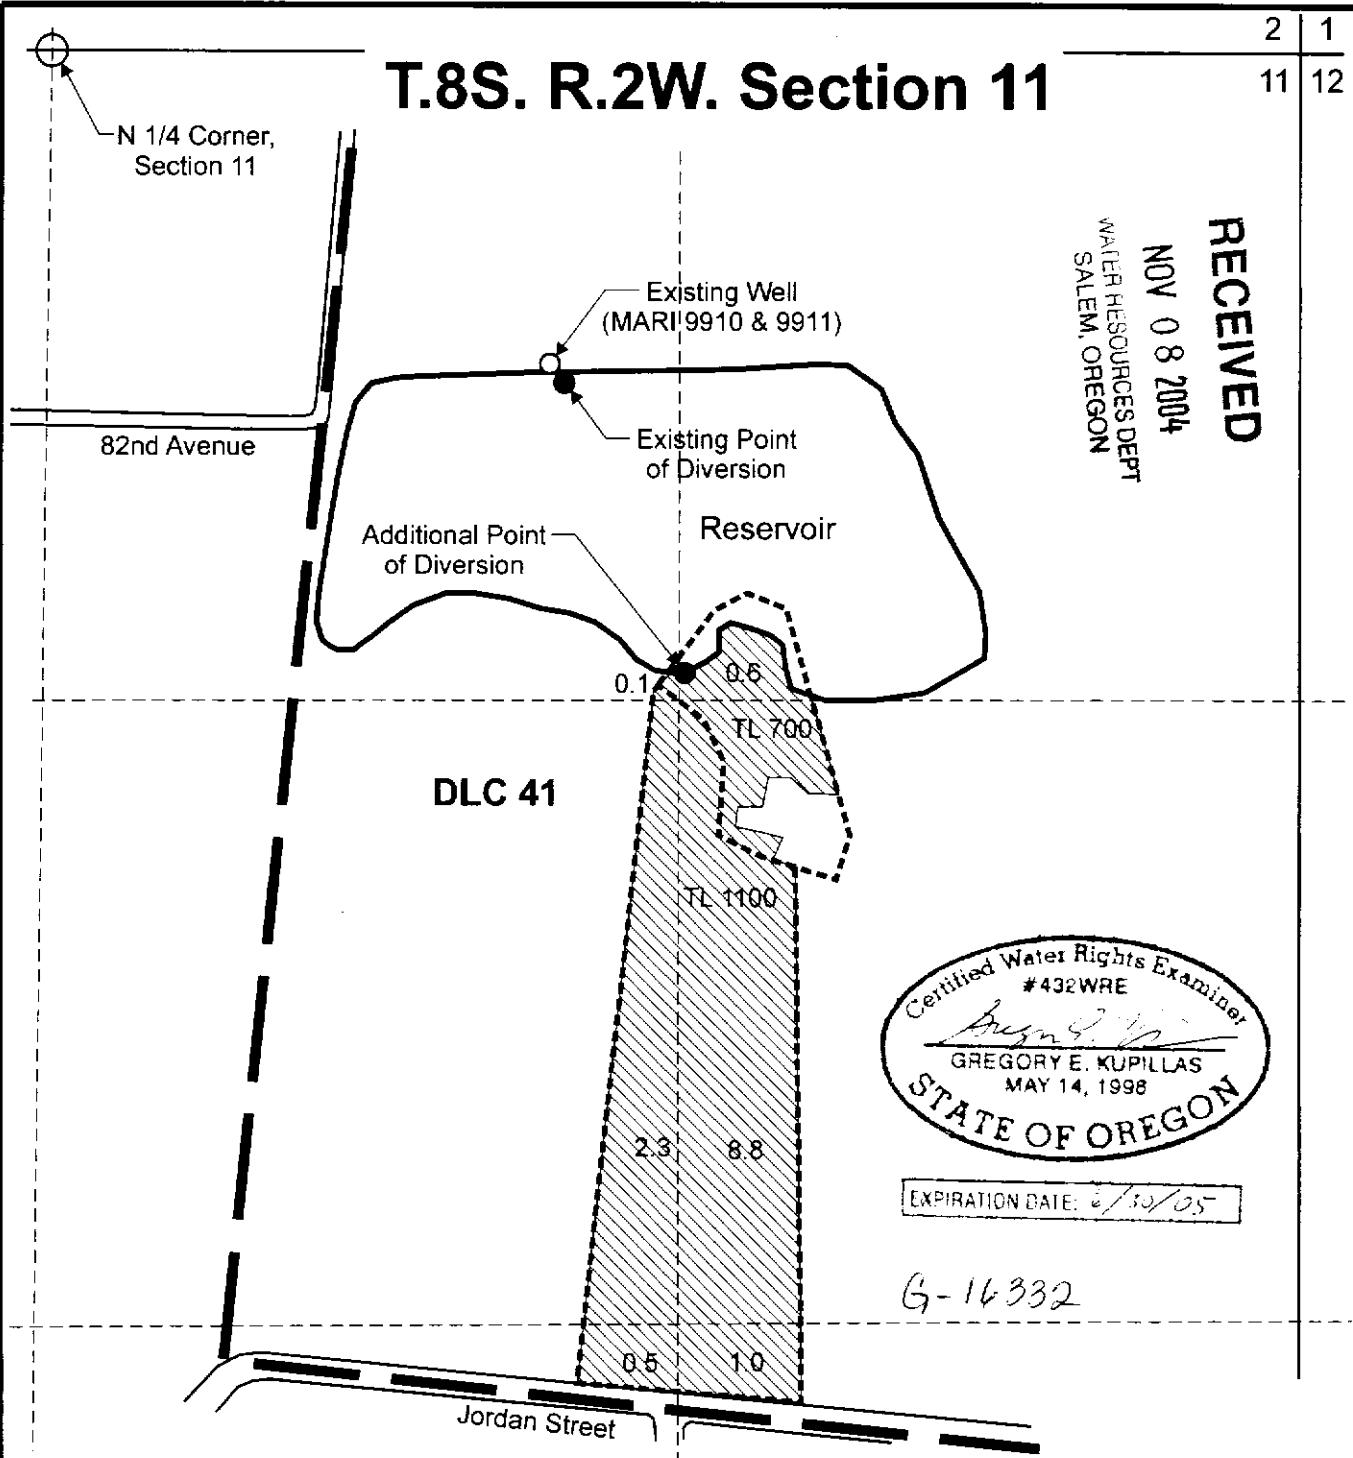 2 1
T.8S. R.2W. Section 11
11 12
N 1/4 Corner,
Section 11
RECEIVED
NOV 08 2004
WATER RESOURCES DEPT
SALEM, OREGON
Existing Well
(MARI 9910 & 9911)
82nd Avenue
Existing Point
of Diversion
Reservoir
Additional Point
of Diversion
0.1
0.6
TL 700
DLC 41
TL 1100
Certified Water Rights Examiner
#432WRE
GREGORY E. KUPILLAS
MAY 14, 1998
STATE OF OREGON
2.3
8.8
EXPIRATION DATE: 6/30/05
G-16332
0.5
1.0
Jordan Street